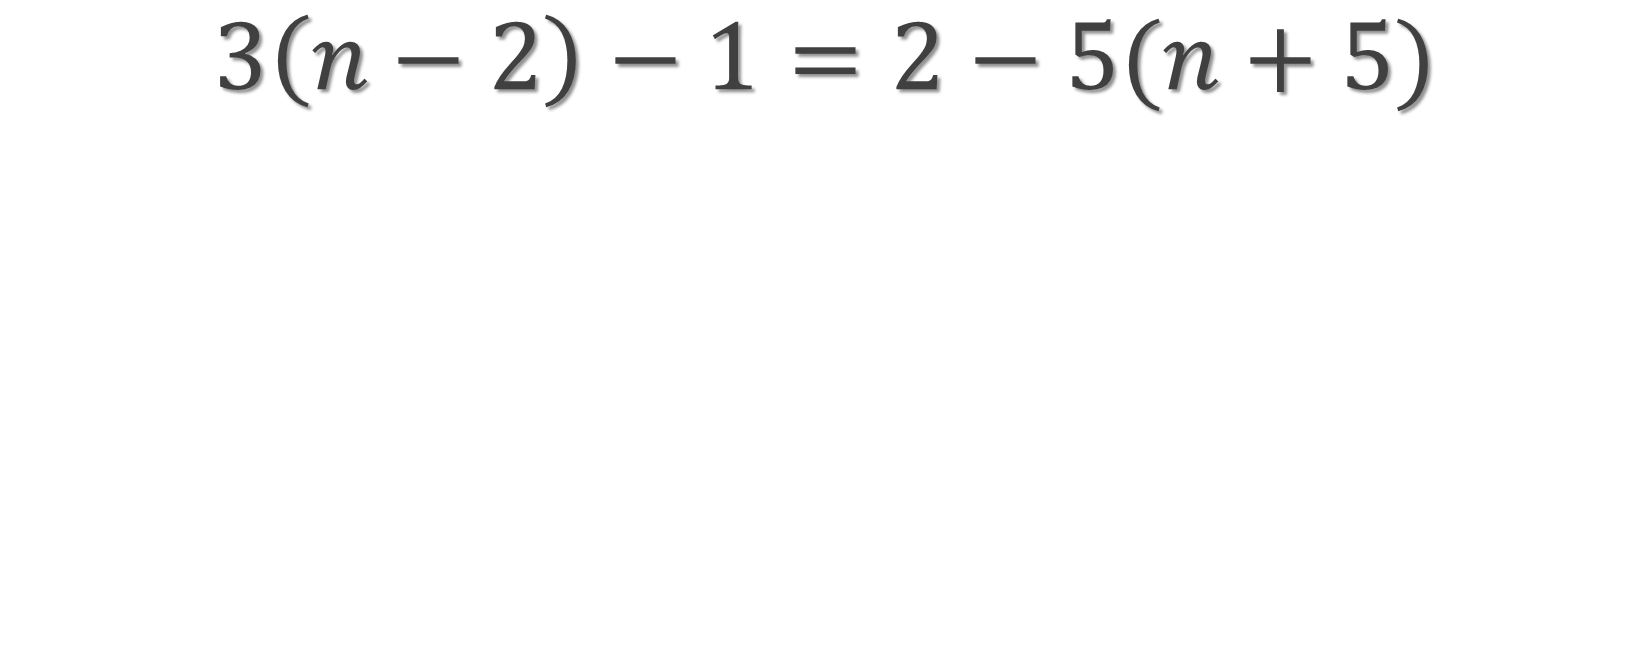 3(n − 2) − 1 = 2 − 5(n + 5)